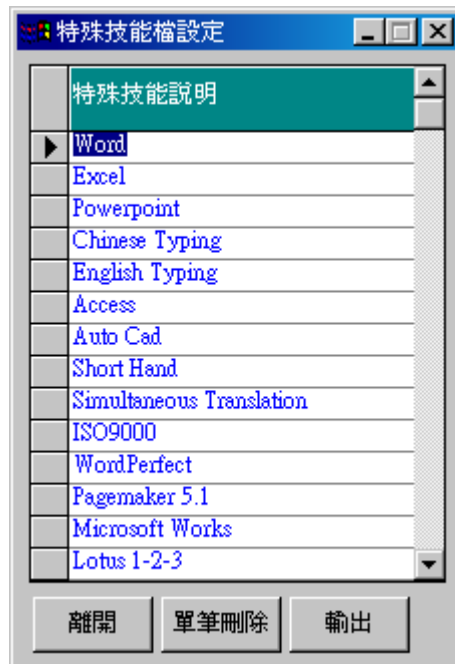 特殊技能檔設定
特殊技能説明
Word
Excel
Powerpoint
Chinese Typing
English Typing
Access
Auto Cad
Short Hand
Simultaneous Translation
ISO9000
WordPerfect
Pagemaker 5.1
Microsoft Works
Lotus 1-2-3
離開 單筆刪除 輸出